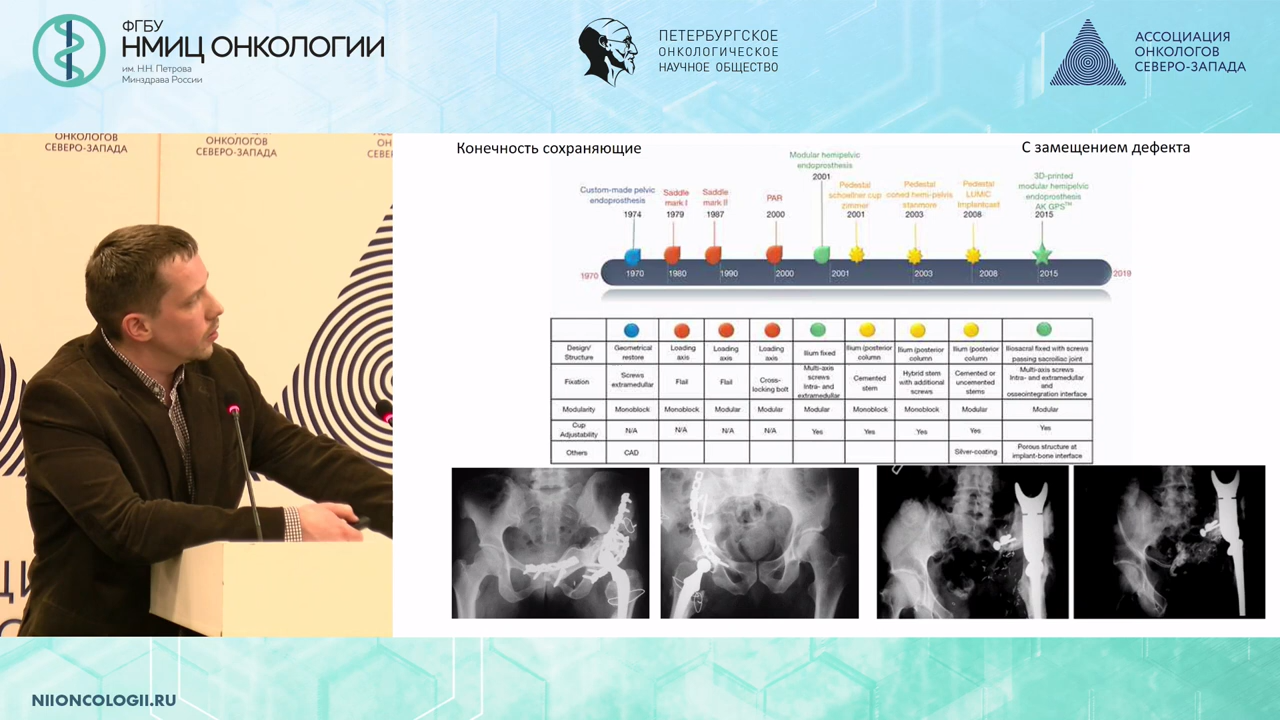 ФГБУ
НМИЦ ОНКОЛОГИИ
им. Н.Н. Петрова
Минздрава России
ПЕТЕРБУРГСКОЕ
ОНКОЛОГИЧЕСКОЕ
НАУЧНОЕ ОБЩЕСТВО
АССОЦИАЦИЯ
ОНКОЛОГОВ
СЕВЕРО-ЗАПАДА
ОНКОЛОГОВ
СЕВЕРО-ЗАПАДА
ОНКОЛОГОВ
СЕВЕРО-ЗАПАДА
СЕВЕ
Конечность сохраняющие
С замещением дефекта
Custom-made pelvic
endoprosthesis
1974
Saddle
mark I
1979
Saddle
mark II
1987
PAR
2000
Modular hemipelvic
endoprosthesis
2001
Pedestal
schoellner cup
zimmer
2001
Pedestal
coned hemi-pelvis
stanmore
2003
Pedestal
LUMiC
Implantcast
2008
3D-printed
modular hemipelvic
endoprosthesis
AK GPS™
2015
1970 1970 1980 1990 2000 2001 2003 2008 2015 2019
Design/ Structure Geometrical restore Loading axis Loading axis Loading axis Ilium fixed Ilium (posterior column Ilium (posterior column Ilium (posterior column Iliosacral fixed with screws passing sacroiliac joint
Fixation Screws extramedullar Flail Flail Cross-locking bolt Multi-axis screws Intra- and extramedullar Cemented stem Hybrid stem with additional screws Cemented or uncemented stems Multi-axis screws Intra- and extramedullar and osseointegration interface
Modularity Monoblock Monoblock Modular Modular Modular Monoblock Monoblock Modular Modular
Cup Adjustability N/A N/A N/A N/A Yes Yes Yes Yes Yes
Others CAD Silver-coating Porous structure at implant-bone interface
NIIONCOLOGII.RU